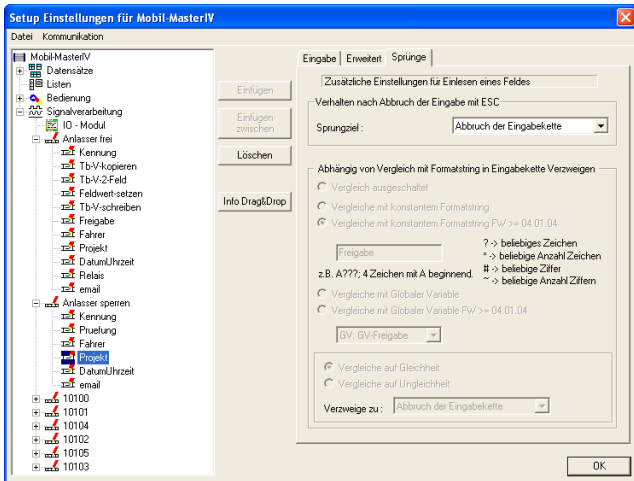 Setup Einstellungen für Mobil-MasterIV
Datei Kommunikation
Mobil-MasterIV
Datensätze
Listen
Bedienung
Signalverarbeitung
IO - Modul
Anlasser frei
Kennung
Tb-V-kopieren
Tb-V-2-Feld
Feldwert-setzen
Tb-V-schreiben
Freigabe
Fahrer
Projekt
DatumUhrzeit
Relais
email
Anlasser sperren
Kennung
Pruefung
Fahrer
Projekt
DatumUhrzeit
email
10100
10101
10104
10102
10105
10103
Einfügen
Einfügen
zwischen
Löschen
Info Drag&Drop
Eingabe Erweitert Sprünge
Zusätzliche Einstellungen für Einlesen eines Feldes
Verhalten nach Abbruch der Eingabe mit ESC
Sprungziel : Abbruch der Eingabekette
Abhängig von Vergleich mit Formatstring in Eingabekette Verzweigen
Vergleich ausgeschaltet
Vergleiche mit konstantem Formatstring
Vergleiche mit konstantem Formatstring FW >= 04.01.04
Freigabe
z.B. A???; 4 Zeichen mit A beginnend.
? -> beliebiges Zeichen
* -> beliebige Anzahl Zeichen
# -> beliebige Ziffer
~ -> beliebige Anzahl Ziffern
Vergleiche mit Globaler Variable
Vergleiche mit Globaler Variable FW >= 04.01.04
GV: GV-Freigabe
Vergleiche auf Gleichheit
Vergleiche auf Ungleichheit
Verzweige zu : Abbruch der Eingabekette
OK